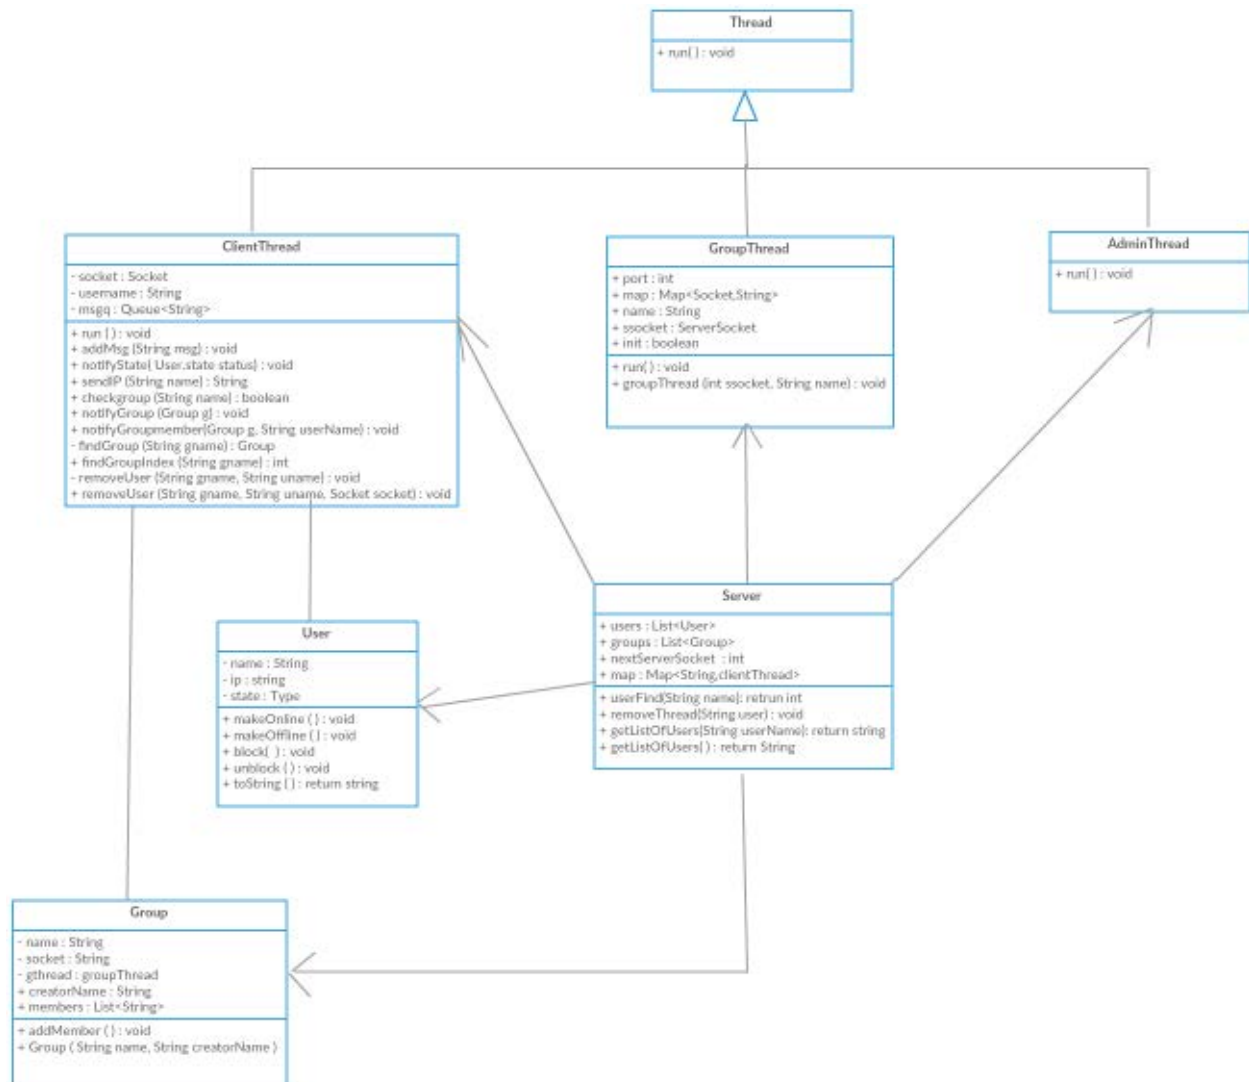 Thread
+ run( ) : void
ClientThread
- socket : Socket
- username : String
- msgq : Queue<String>
+ run ( ) : void
+ addMsg (String msg) : void
+ notifyState( User.state status) : void
+ sendIP (String name) : String
+ checkgroup (String name) : boolean
+ notifyGroup (Group g) : void
+ notifyGroupmember(Group g, String userName) : void
- findGroup (String gname) : Group
+ findGroupIndex (String gname) : int
- removeUser (String gname, String uname) : void
+ removeUser (String gname, String uname, Socket socket) : void
GroupThread
+ port : int
+ map : Map<Socket,String>
+ name : String
+ ssocket : ServerSocket
+ init : boolean
+ run() : void
+ groupThread (int ssocket, String name) : void
AdminThread
+ run( ) : void
User
- name : String
- ip : string
- state : Type
+ makeOnline ( ) : void
+ makeOffline ( ) : void
+ block( ) : void
+ unblock ( ) : void
+ toString ( ) : return string
Server
+ users : List<User>
+ groups : List<Group>
+ nextServerSocket : int
+ map : Map<String,clientThread>
+ userFind(String name): retrun int
+ removeThread(String user) : void
+ getListOfUsers(String userName): return string
+ getListOfUsers( ) : return String
Group
- name : String
- socket : String
- gthread : groupThread
+ creatorName : String
+ members : List<String>
+ addMember ( ) : void
+ Group ( String name, String creatorName )